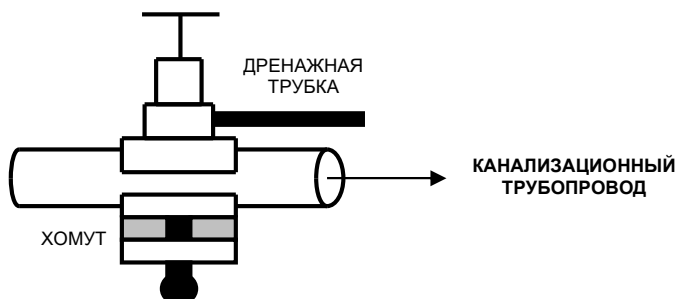 ДРЕНАЖНАЯ
ТРУБКА
КАНАЛИЗАЦИОННЫЙ
ТРУБОПРОВОД
ХОМУТ